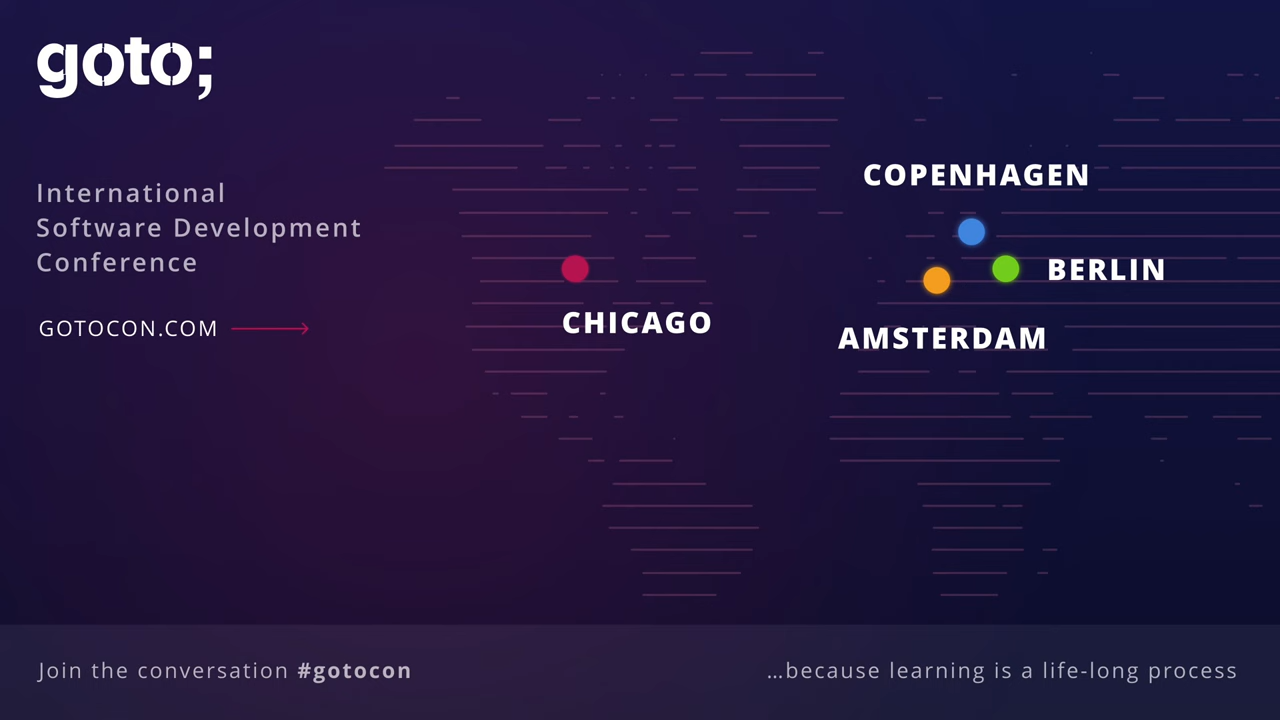 goto;
International
Software Development
Conference
GOTOCON.COM
COPENHAGEN
BERLIN
CHICAGO
AMSTERDAM
Join the conversation #gotocon
...because learning is a life-long process